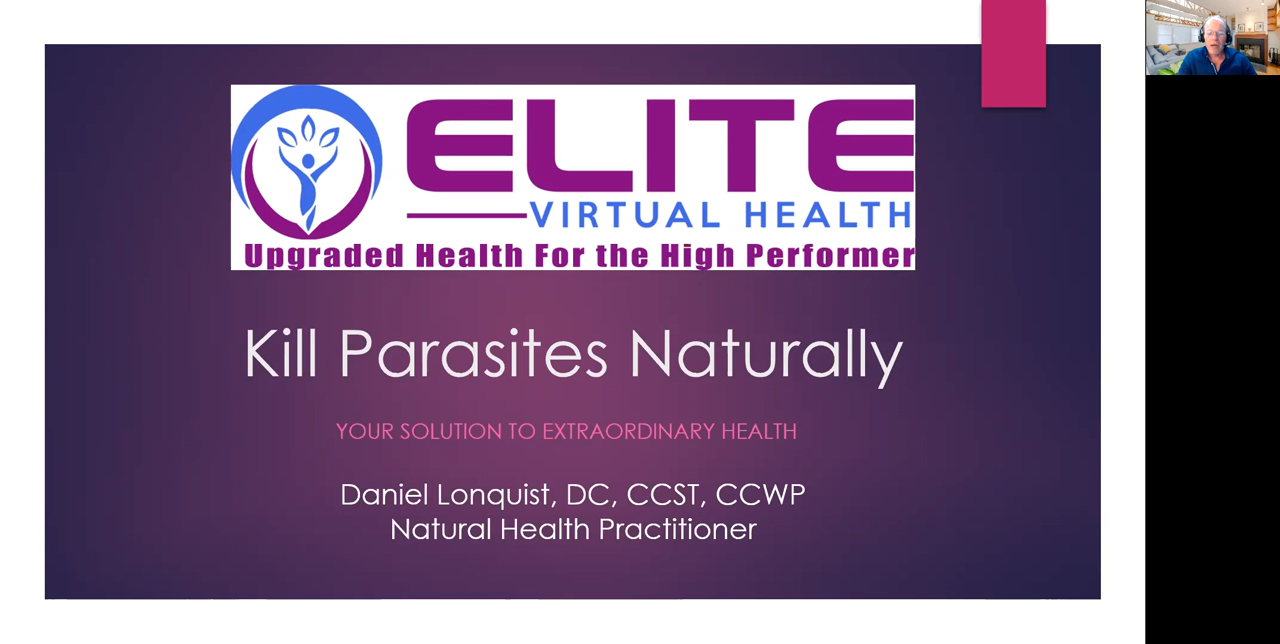 ELITE
VIRTUAL HEALTH
Upgraded Health For the High Performer
Kill Parasites Naturally
YOUR SOLUTION TO EXTRAORDINARY HEALTH
Daniel Lonquist, DC, CCST, CCWP
Natural Health Practitioner